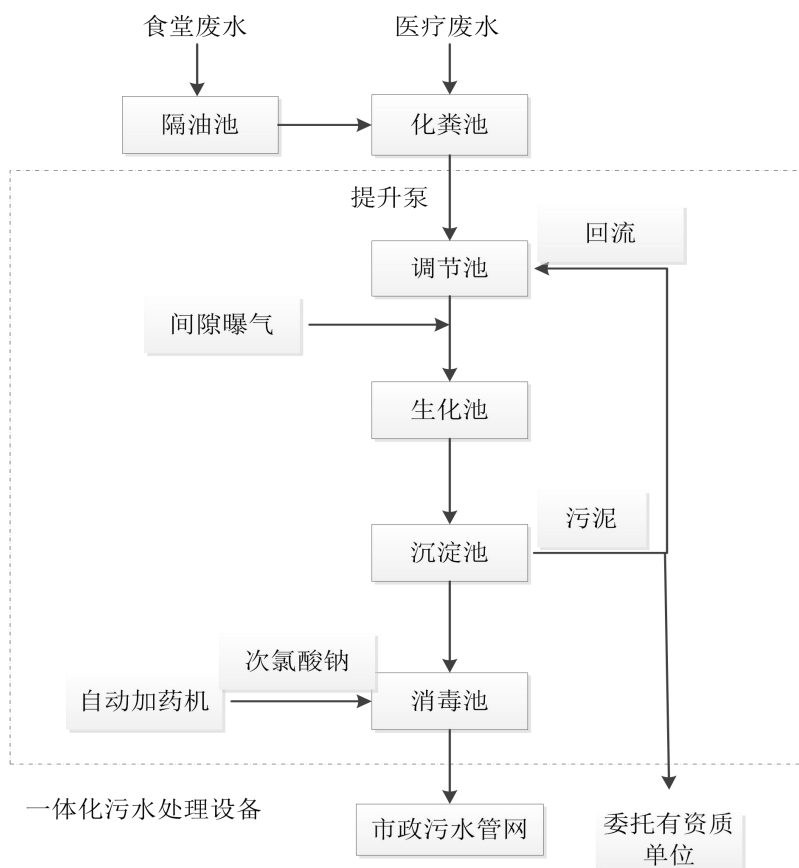 食堂废水
医疗废水
隔油池
化粪池
提升泵
回流
调节池
间隙曝气
生化池
污泥
沉淀池
次氯酸钠
自动加药机
消毒池
一体化污水处理设备
市政污水管网
委托有资质
单位